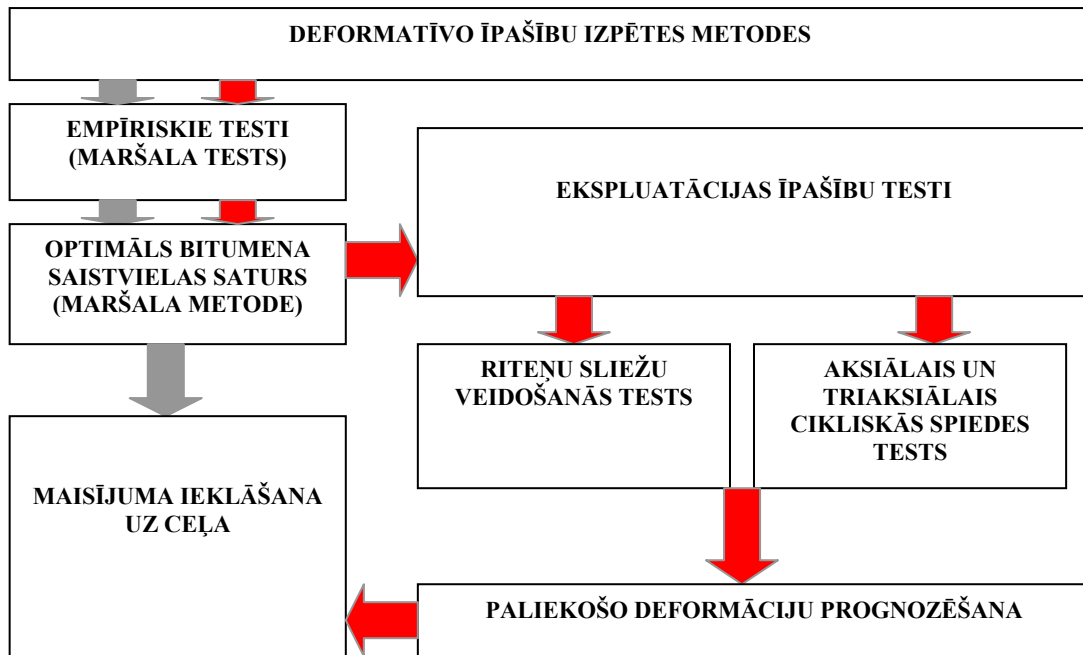 DEFORMATĪVO ĪPAŠĪBU IZPĒTES METODES
EMPĪRISKIE TESTI
(MARŠALA TESTS)
EKSPLUATĀCIJAS ĪPAŠĪBU TESTI
OPTIMĀLS BITUMENA
SAISTVIELAS SATURS
(MARŠALA METODE)
RITEŅU SLIEŽU
VEIDOŠANĀS TESTS
AKSIĀLAIS UN
TRIAKSIĀLAIS
CIKLISKĀS SPIEDES
TESTS
MAISĪJUMA IEKLĀŠANA
UZ CEĻA
PALIEKOŠO DEFORMĀCIJU PROGNOZĒŠANA